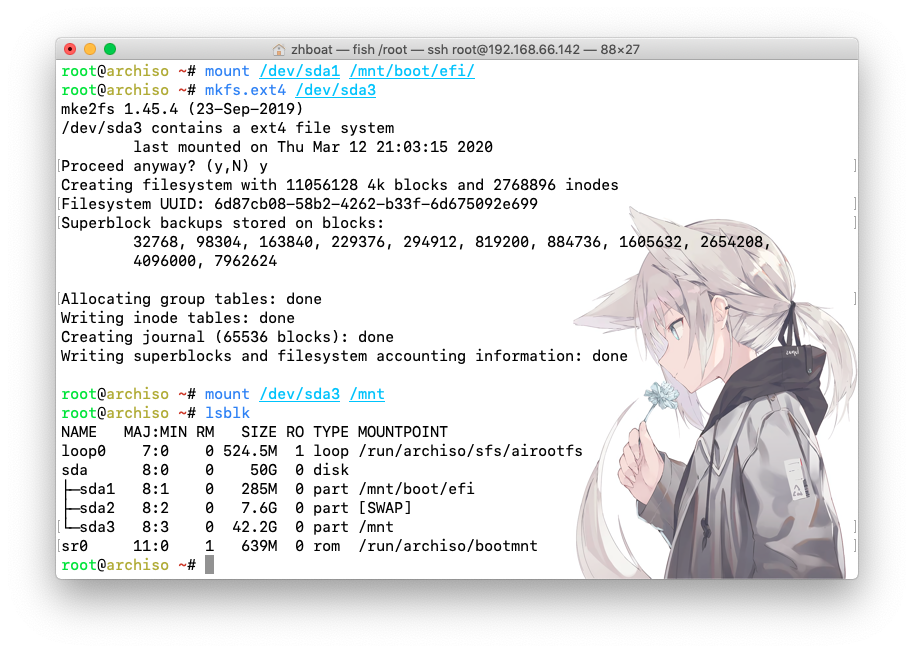 zhboat — fish /root — ssh root@192.168.66.142 — 88×27
root@archiso ~# mount /dev/sda1 /mnt/boot/efi/
root@archiso ~# mkfs.ext4 /dev/sda3
mke2fs 1.45.4 (23-Sep-2019)
/dev/sda3 contains a ext4 file system
        last mounted on Thu Mar 12 21:03:15 2020
Proceed anyway? (y,N) y
Creating filesystem with 11056128 4k blocks and 2768896 inodes
Filesystem UUID: 6d87cb08-58b2-4262-b33f-6d675092e699
Superblock backups stored on blocks:
        32768, 98304, 163840, 229376, 294912, 819200, 884736, 1605632, 2654208,
        4096000, 7962624
Allocating group tables: done
Writing inode tables: done
Creating journal (65536 blocks): done
Writing superblocks and filesystem accounting information: done
root@archiso ~# mount /dev/sda3 /mnt
root@archiso ~# lsblk
NAME   MAJ:MIN RM   SIZE RO TYPE MOUNTPOINT
loop0    7:0    0 524.5M  1 loop /run/archiso/sfs/airootfs
sda      8:0    0    50G  0 disk
├─sda1   8:1    0   285M  0 part /mnt/boot/efi
├─sda2   8:2    0   7.6G  0 part [SWAP]
└─sda3   8:3    0  42.2G  0 part /mnt
sr0     11:0    1   639M  0 rom  /run/archiso/bootmnt
root@archiso ~#